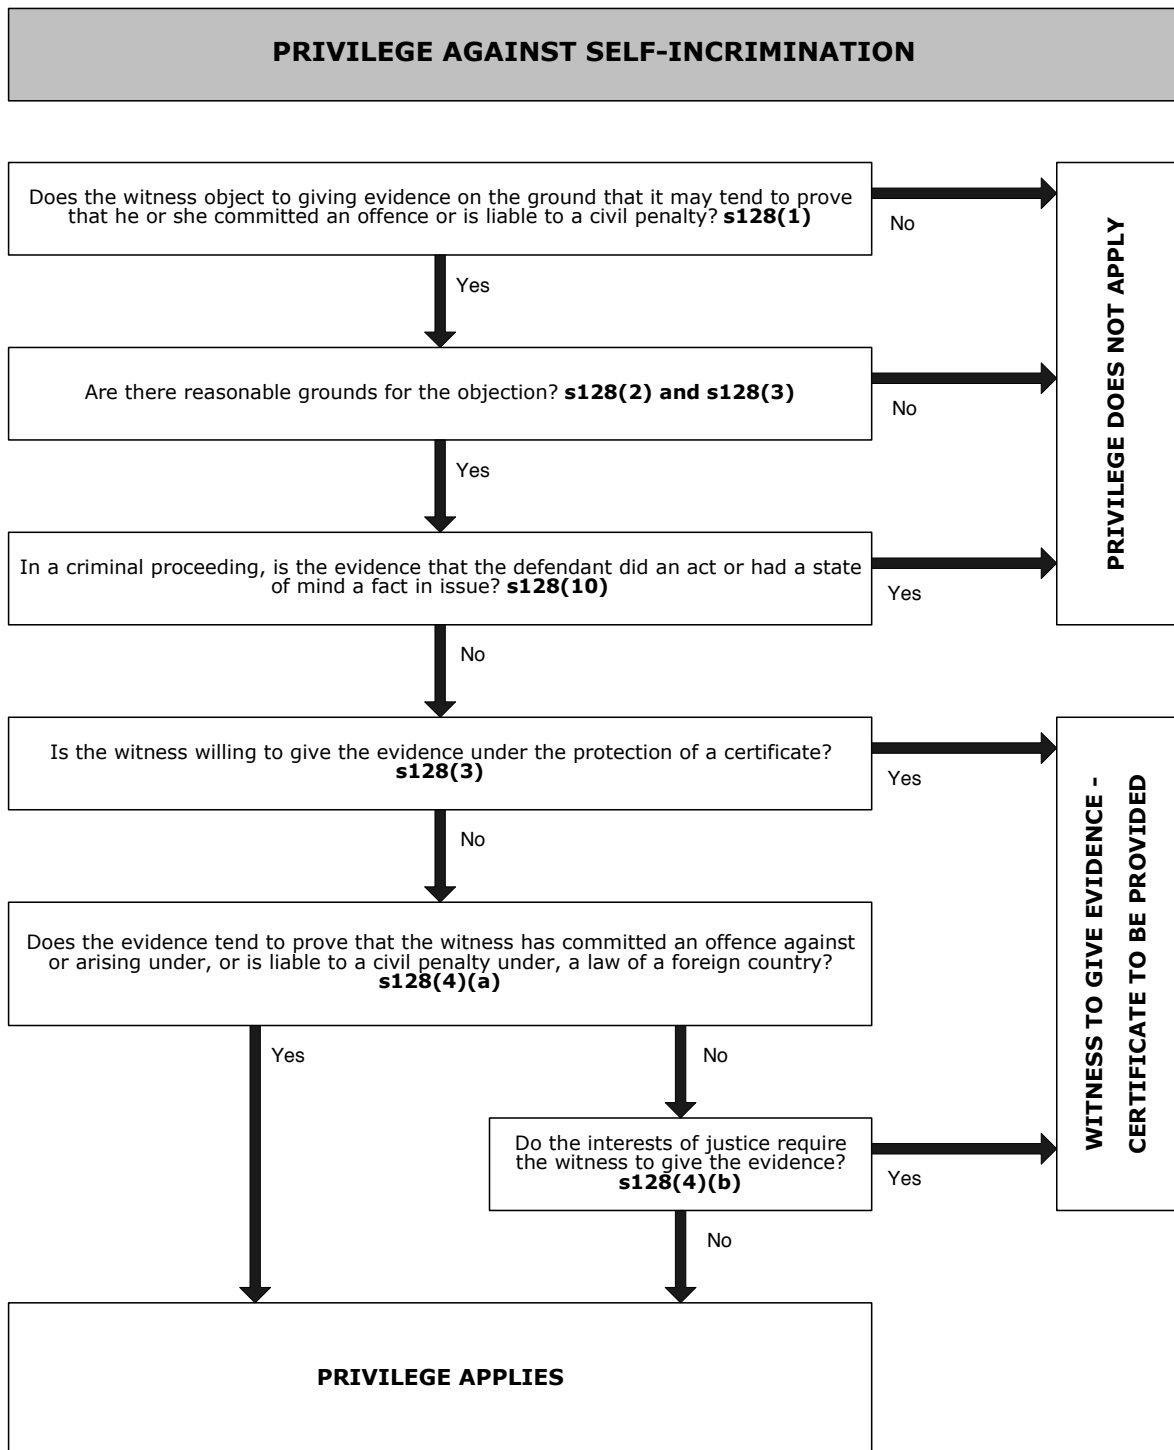 PRIVILEGE AGAINST SELF-INCRIMINATION
Does the witness object to giving evidence on the ground that it may tend to prove
that he or she committed an offence or is liable to a civil penalty? s128(1)
No
Yes
Are there reasonable grounds for the objection? s128(2) and s128(3)
No
Yes
PRIVILEGE DOES NOT APPLY
In a criminal proceeding, is the evidence that the defendant did an act or had a state
of mind a fact in issue? s128(10)
Yes
No
Is the witness willing to give the evidence under the protection of a certificate?
s128(3)
Yes
No
WITNESS TO GIVE EVIDENCE -
CERTIFICATE TO BE PROVIDED
Does the evidence tend to prove that the witness has committed an offence against
or arising under, or is liable to a civil penalty under, a law of a foreign country?
s128(4)(a)
Yes
No
Do the interests of justice require
the witness to give the evidence?
s128(4)(b)
Yes
No
PRIVILEGE APPLIES